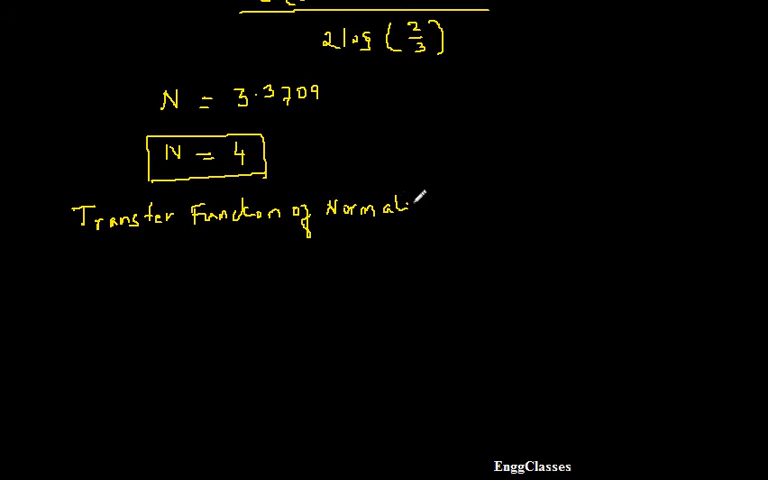 2log (2/3)
N = 3.3709
N = 4
Transfer Function of Normali
EnggClasses